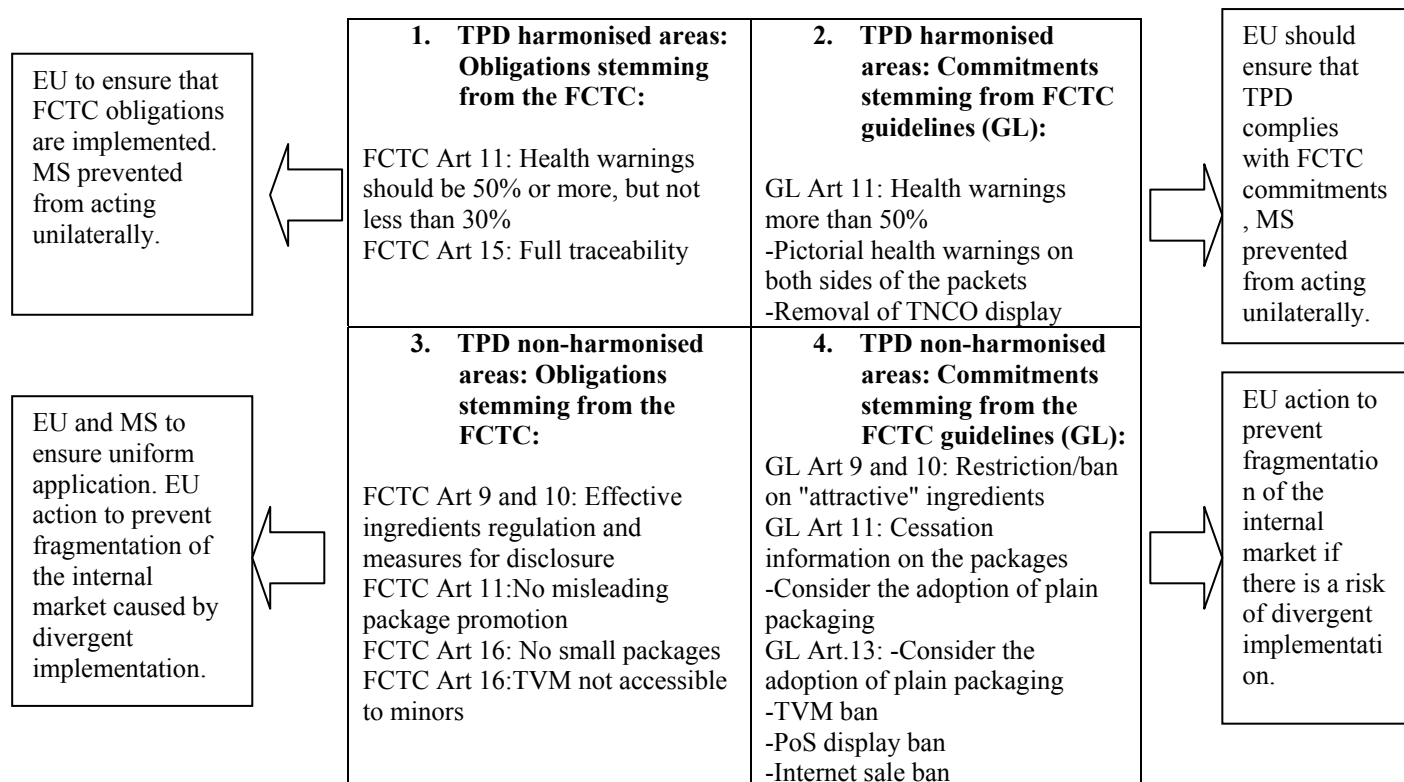 EU to ensure that
FCTC obligations
are implemented.
MS prevented
from acting
unilaterally.
1. TPD harmonised areas:
Obligations stemming
from the FCTC:
FCTC Art 11: Health warnings
should be 50% or more, but not
less than 30%
FCTC Art 15: Full traceability
2. TPD harmonised
areas: Commitments
stemming from FCTC
guidelines (GL):
GL Art 11: Health warnings
more than 50%
-Pictorial health warnings on
both sides of the packets
-Removal of TNCO display
EU should
ensure that
TPD
complies
with FCTC
commitments
, MS
prevented
from acting
unilaterally.
EU and MS to
ensure uniform
application. EU
action to prevent
fragmentation of
the internal
market caused by
divergent
implementation.
3. TPD non-harmonised
areas: Obligations
stemming from the
FCTC:
FCTC Art 9 and 10: Effective
ingredients regulation and
measures for disclosure
FCTC Art 11:No misleading
package promotion
FCTC Art 16: No small packages
FCTC Art 16:TVM not accessible
to minors
4. TPD non-harmonised
areas: Commitments
stemming from the
FCTC guidelines (GL):
GL Art 9 and 10: Restriction/ban
on "attractive" ingredients
GL Art 11: Cessation
information on the packages
-Consider the adoption of plain
packaging
GL Art.13: -Consider the
adoption of plain packaging
-TVM ban
-PoS display ban
-Internet sale ban
EU action to
prevent
fragmentatio
n of the
internal
market if
there is a risk
of divergent
implementati
on.